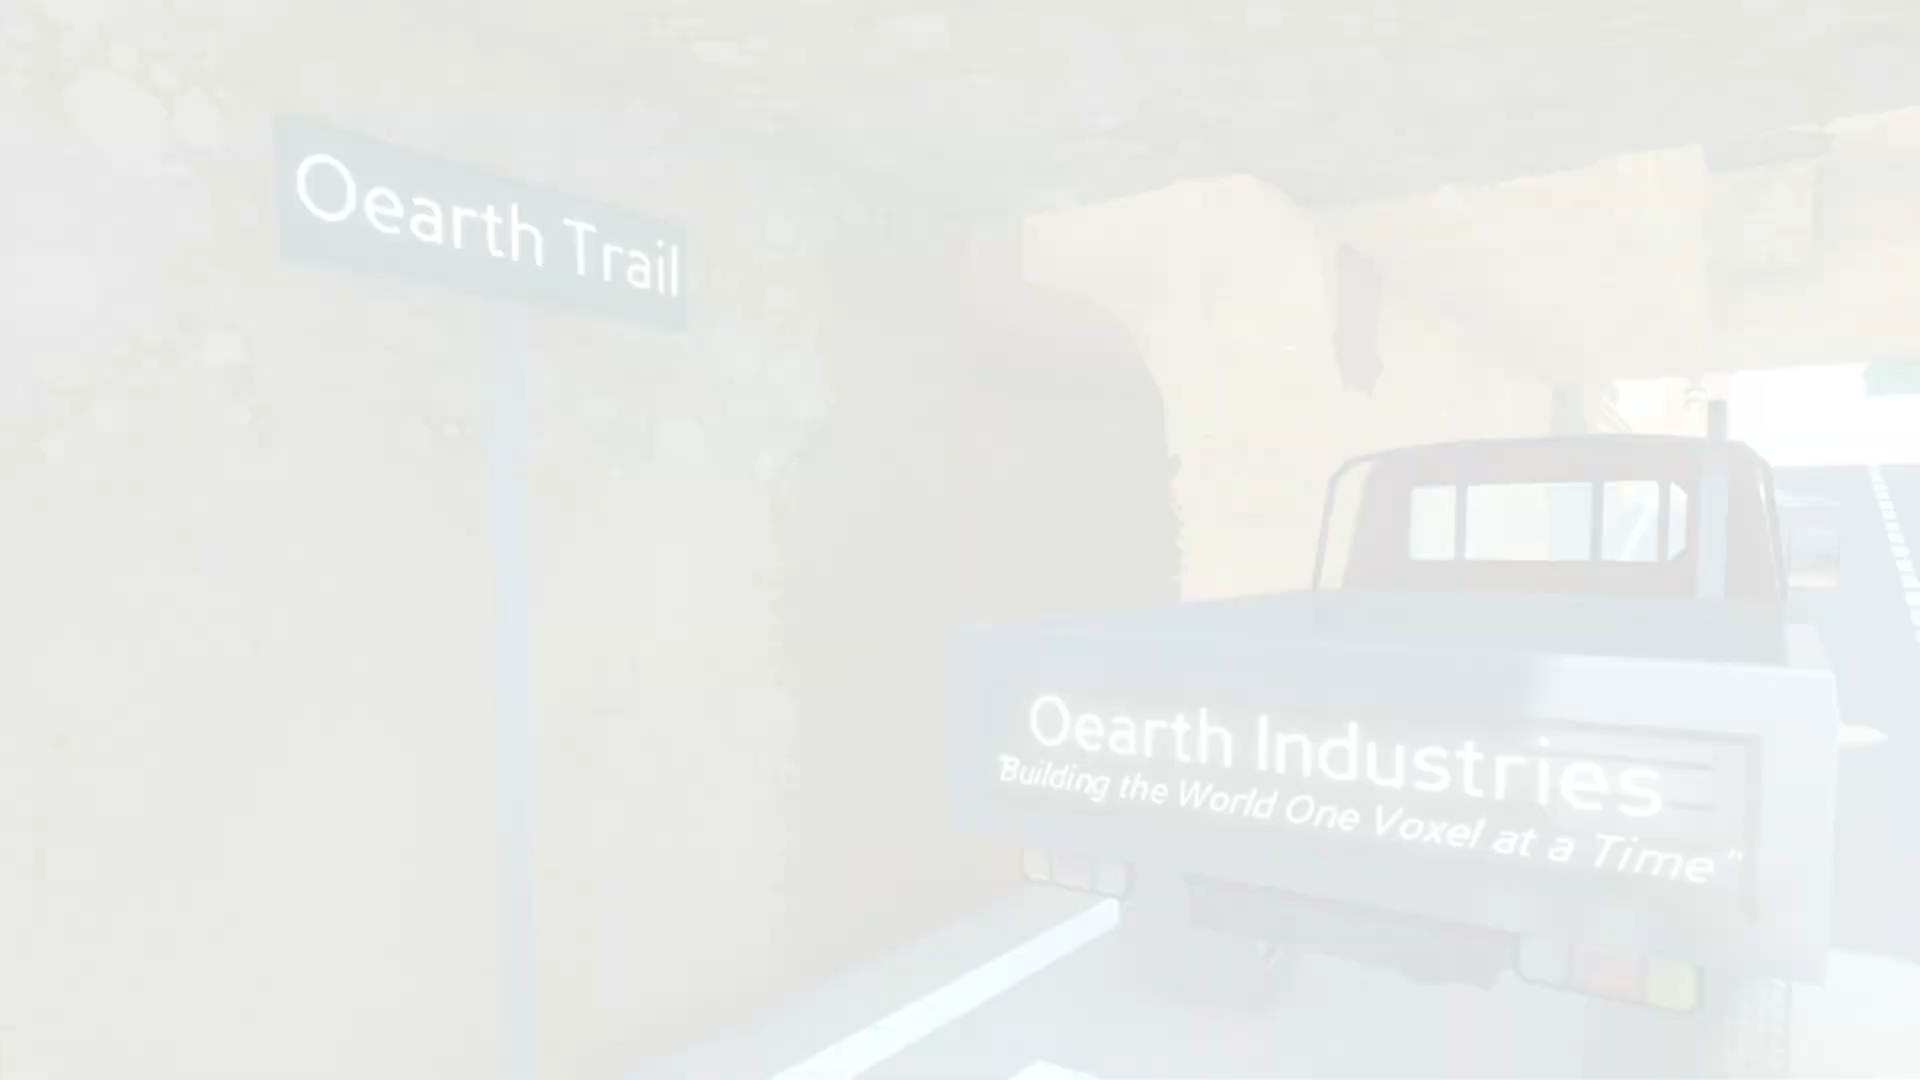 Oearth Trail
Oearth Industries
"Building the World One Voxel at a Time"